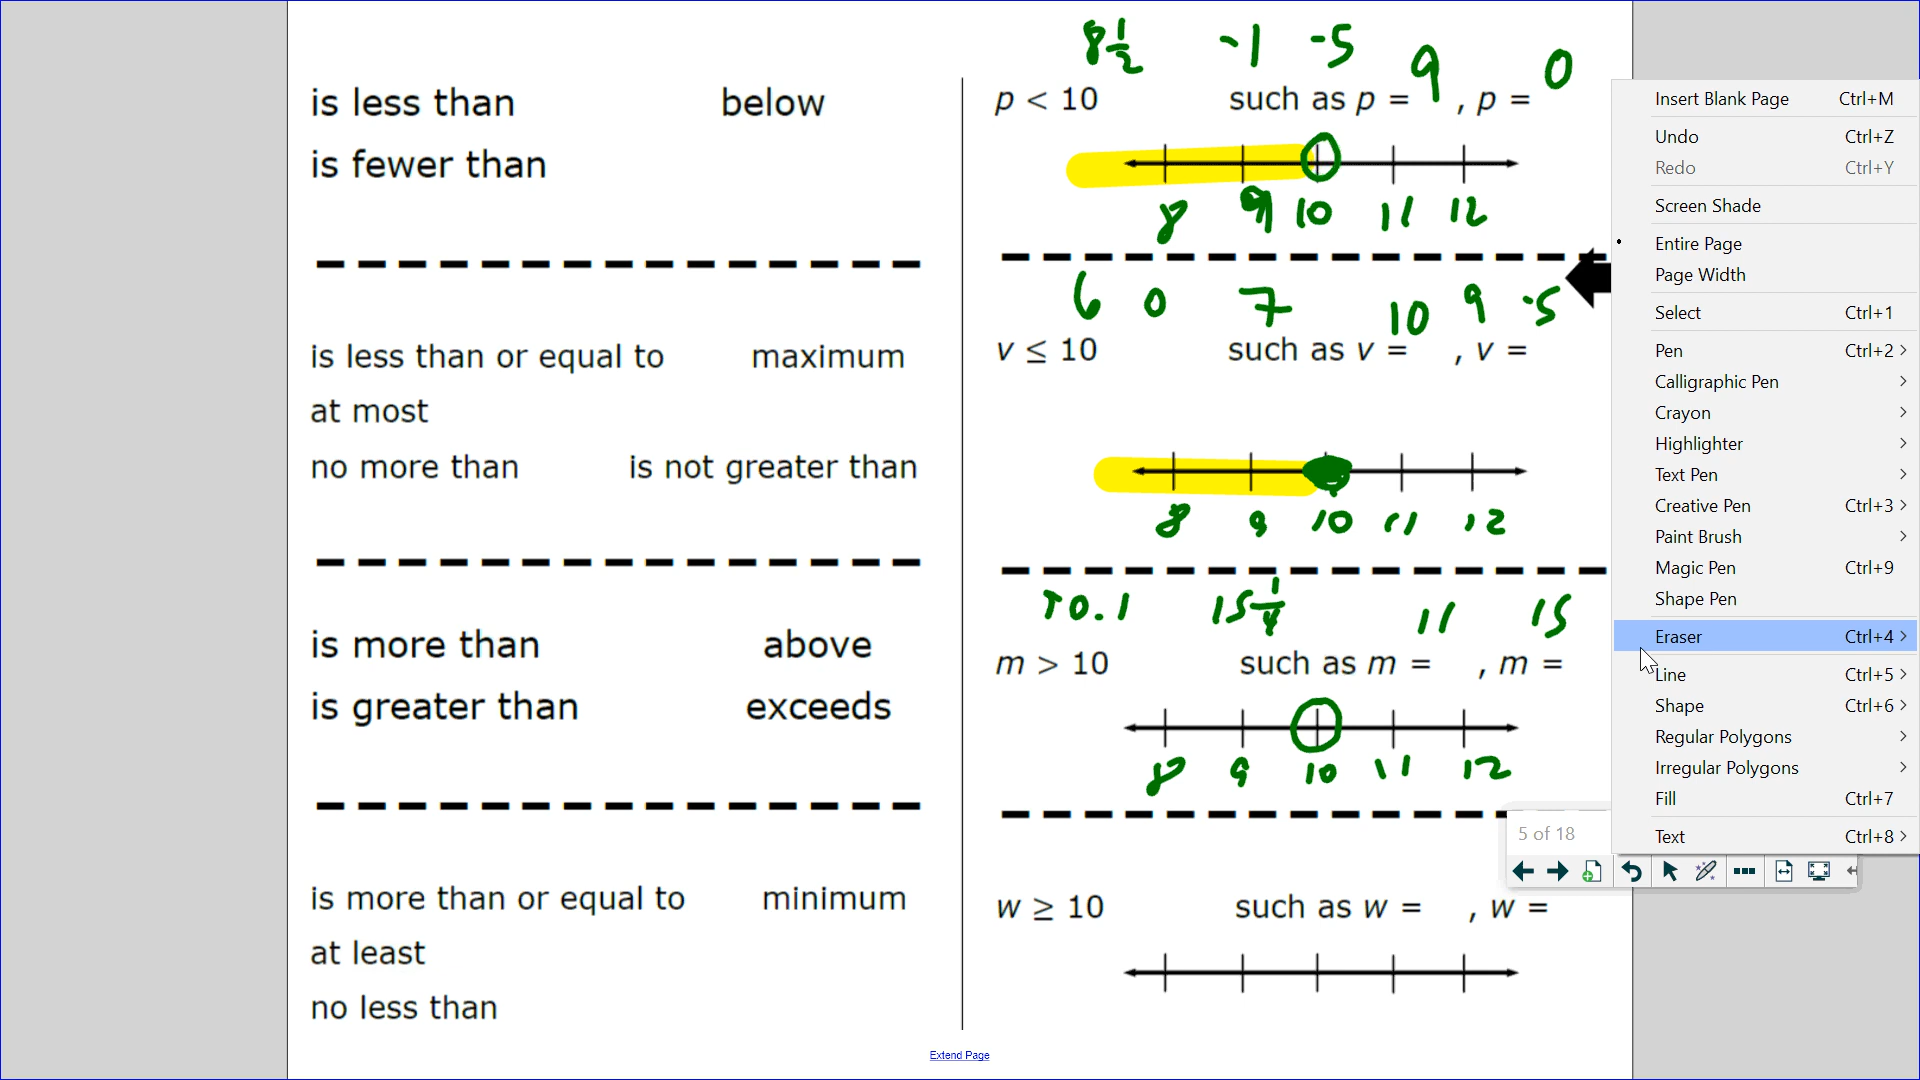 is less than below
is fewer than
is less than or equal to maximum
at most
no more than is not greater than
is more than above
is greater than exceeds
is more than or equal to minimum
at least
no less than
8 1/2 -1 -5 9 0
p < 10 such as p = , p =
8 9 10 11 12
6 0 7 10 9 -5
v ≤ 10 such as v = , v =
8 9 10 11 12
10.1 15 1/4 11 15
m > 10 such as m = , m =
8 9 10 11 12
w ≥ 10 such as w = , w =
Extend Page
Insert Blank Page Ctrl+M
Undo Ctrl+Z
Redo Ctrl+Y
Screen Shade
Entire Page
Page Width
Select Ctrl+1
Pen Ctrl+2
Calligraphic Pen
Crayon
Highlighter
Text Pen
Creative Pen Ctrl+3
Paint Brush
Magic Pen Ctrl+9
Shape Pen
Eraser Ctrl+4
Line Ctrl+5
Shape Ctrl+6
Regular Polygons
Irregular Polygons
Fill Ctrl+7
Text Ctrl+8
5 of 18